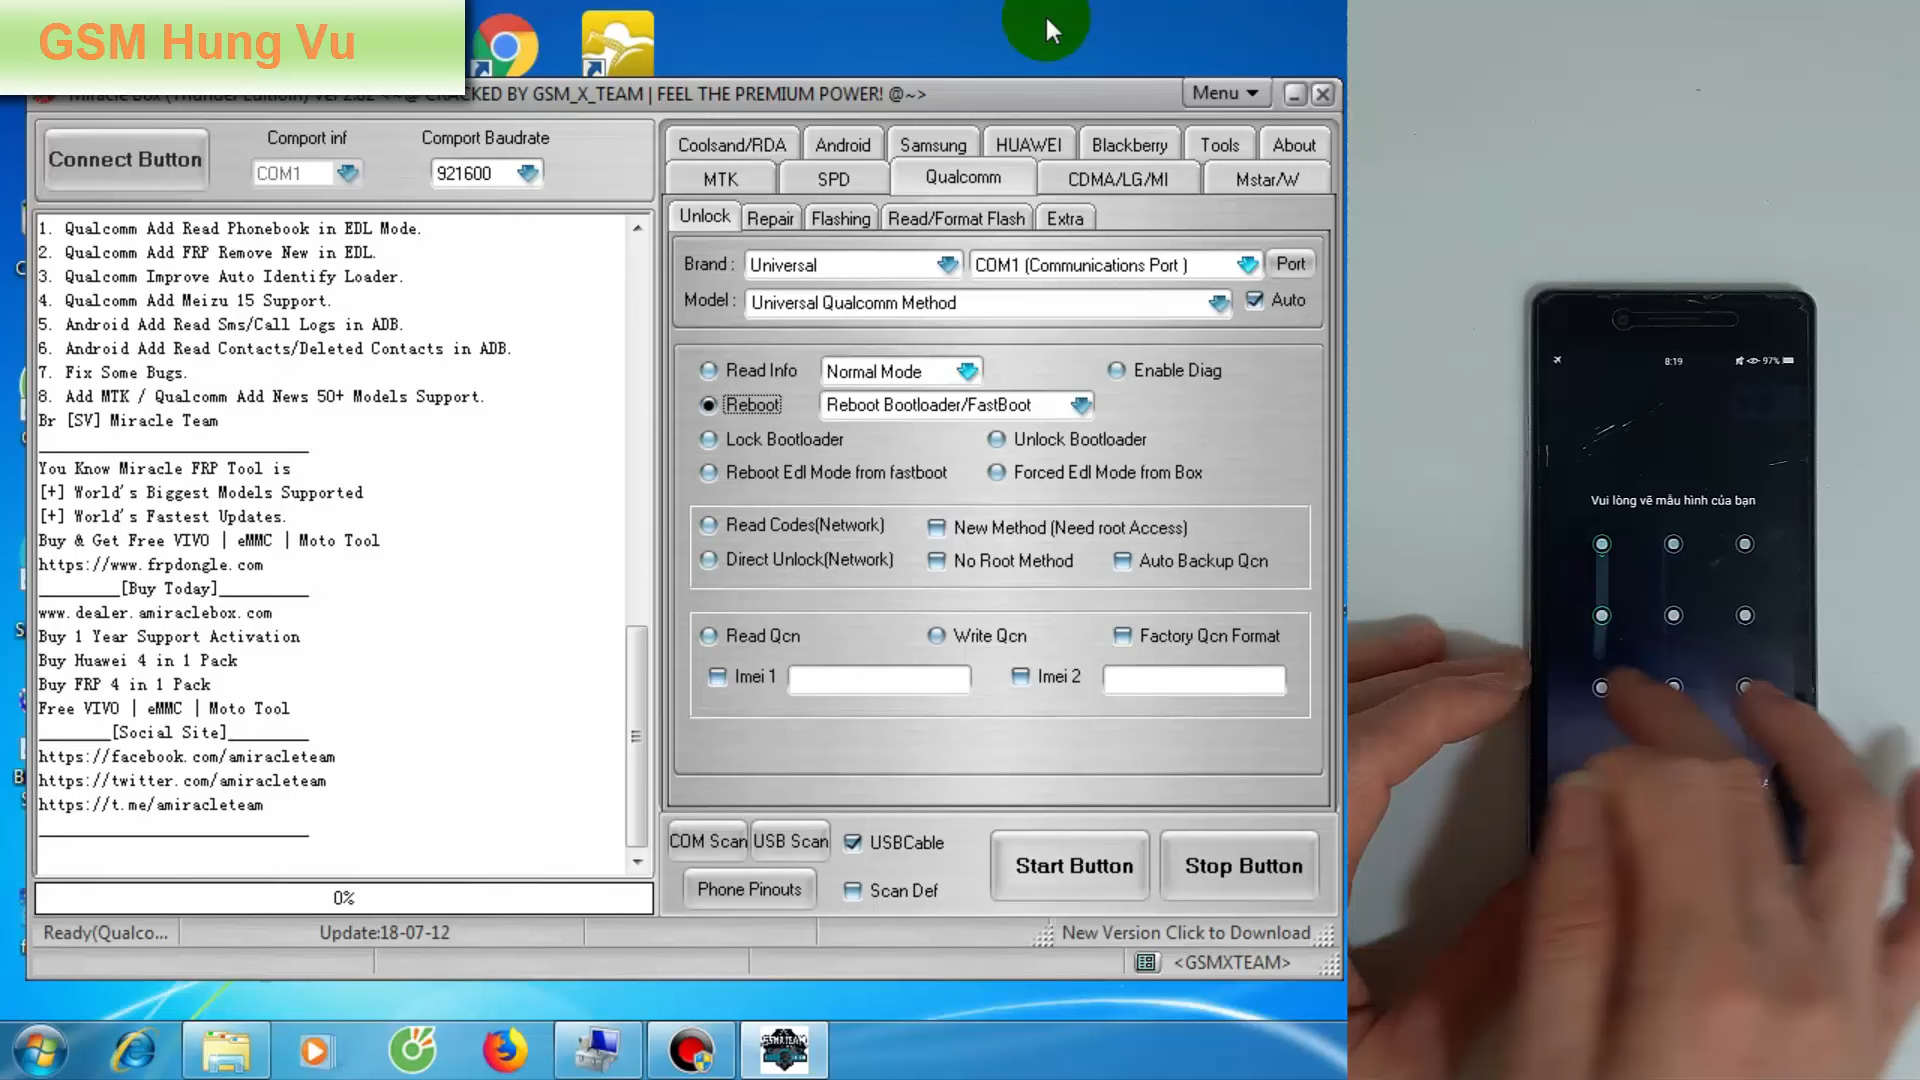 GSM Hung Vu
CRACKED BY GSM_X_TEAM | FEEL THE PREMIUM POWER! @~>
Menu
Connect Button
Comport inf
Comport Baudrate
COM1
921600
1. Qualcomm Add Read Phonebook in EDL Mode.
2. Qualcomm Add FRP Remove New in EDL.
3. Qualcomm Improve Auto Identify Loader.
4. Qualcomm Add Meizu 15 Support.
5. Android Add Read Sms/Call Logs in ADB.
6. Android Add Read Contacts/Deleted Contacts in ADB.
7. Fix Some Bugs.
8. Add MTK / Qualcomm Add News 50+ Models Support.
Br [SV] Miracle Team
You Know Miracle FRP Tool is
[+] World's Biggest Models Supported
[+] World's Fastest Updates.
Buy & Get Free VIVO | eMMC | Moto Tool
https://www.frpdongle.com
________[Buy Today]_______
www.dealer.amiraclebox.com
Buy 1 Year Support Activation
Buy Huawei 4 in 1 Pack
Buy FRP 4 in 1 Pack
Free VIVO | eMMC | Moto Tool
________[Social Site]_________
https://facebook.com/amiracleteam
https://twitter.com/amiracleteam
https://t.me/amiracleteam
0%
Ready(Qualco...
Update:18-07-12
Coolsand/RDA
Android
Samsung
HUAWEI
Blackberry
Tools
About
MTK
SPD
Qualcomm
CDMA/LG/MI
Mstar/W
Unlock
Repair
Flashing
Read/Format Flash
Extra
Brand :
Universal
COM1 (Communications Port )
Port
Model :
Universal Qualcomm Method
Auto
Read Info
Normal Mode
Enable Diag
Reboot
Reboot Bootloader/FastBoot
Lock Bootloader
Unlock Bootloader
Reboot Edl Mode from fastboot
Forced Edl Mode from Box
Read Codes(Network)
New Method (Need root Access)
Direct Unlock(Network)
No Root Method
Auto Backup Qcn
Read Qcn
Write Qcn
Factory Qcn Format
Imei 1
Imei 2
COM Scan
USB Scan
USBCable
Start Button
Stop Button
Phone Pinouts
Scan Def
New Version Click to Download
<GSMXTEAM>
8:19
97%
Vui lòng vẽ mẫu hình của bạn